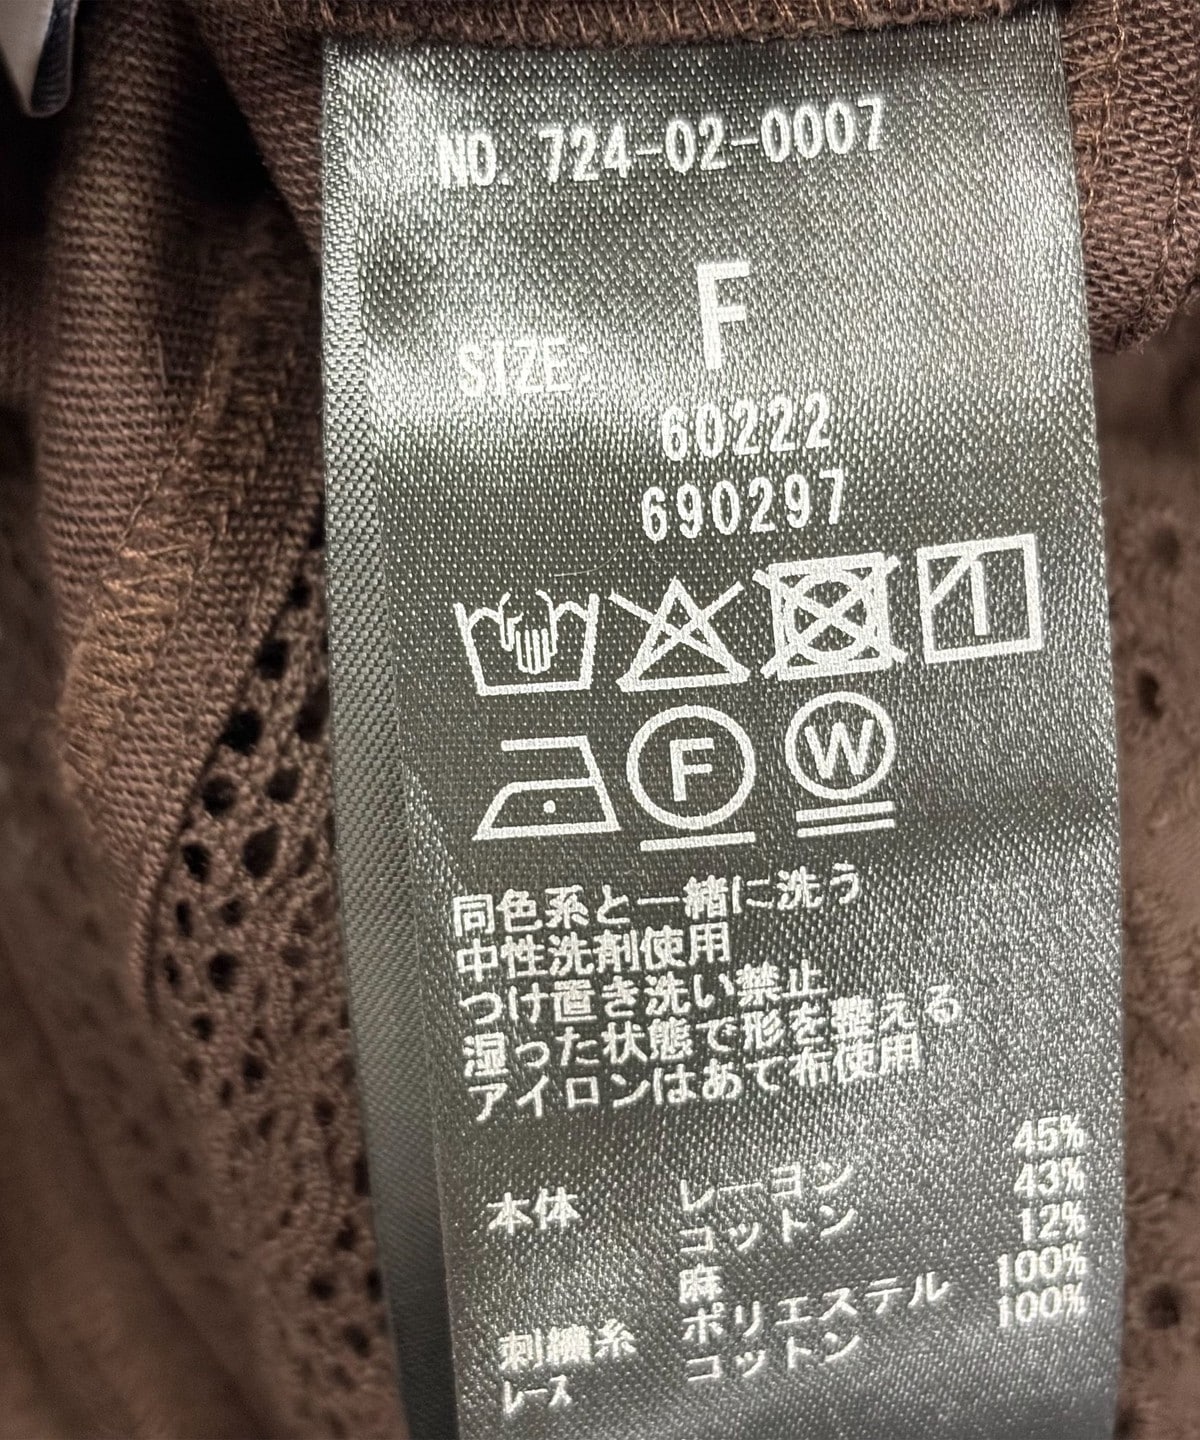 NO. 724-02-0007
SIZE: F
60222
690297
F W
同色系と一緒に洗う
中性洗剤使用
つけ置き洗い禁止
湿った状態で形を整える
アイロンはあて布使用
本体 レーヨン 45%
コットン 43%
麻 12%
刺繍糸 ポリエステル 100%
レース コットン 100%